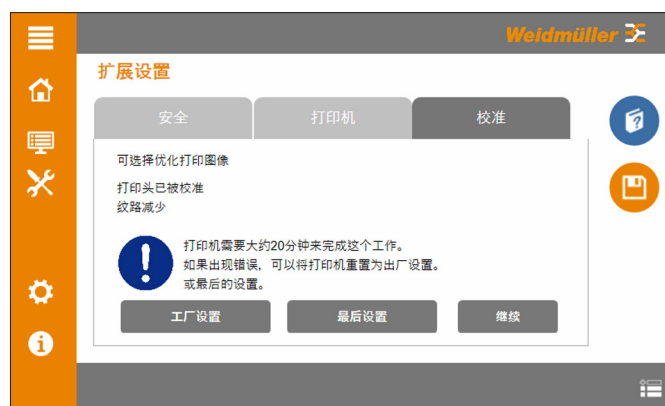 Weidmüller
扩展设置
安全
打印机
校准
可选择优化打印图像
打印头已被校准
纹路减少
打印机需要大约20分钟来完成这个工作。
如果出现错误，可以将打印机重置为出厂设置。
或最后的设置。
工厂设置
最后设置
继续